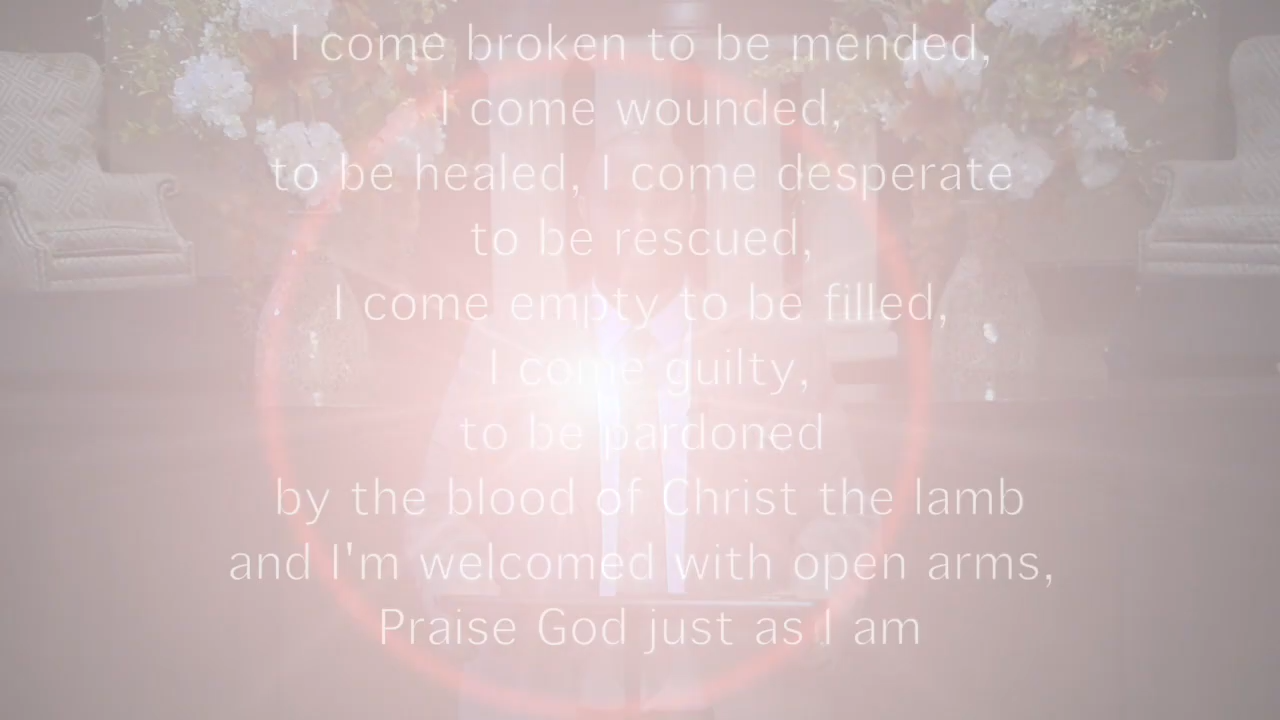 I come broken to be mended,
I come wounded,
to be healed, I come desperate
to be rescued,
I come empty to be filled,
I come guilty,
to be pardoned
by the blood of Christ the lamb
and I'm welcomed with open arms,
Praise God just as I am